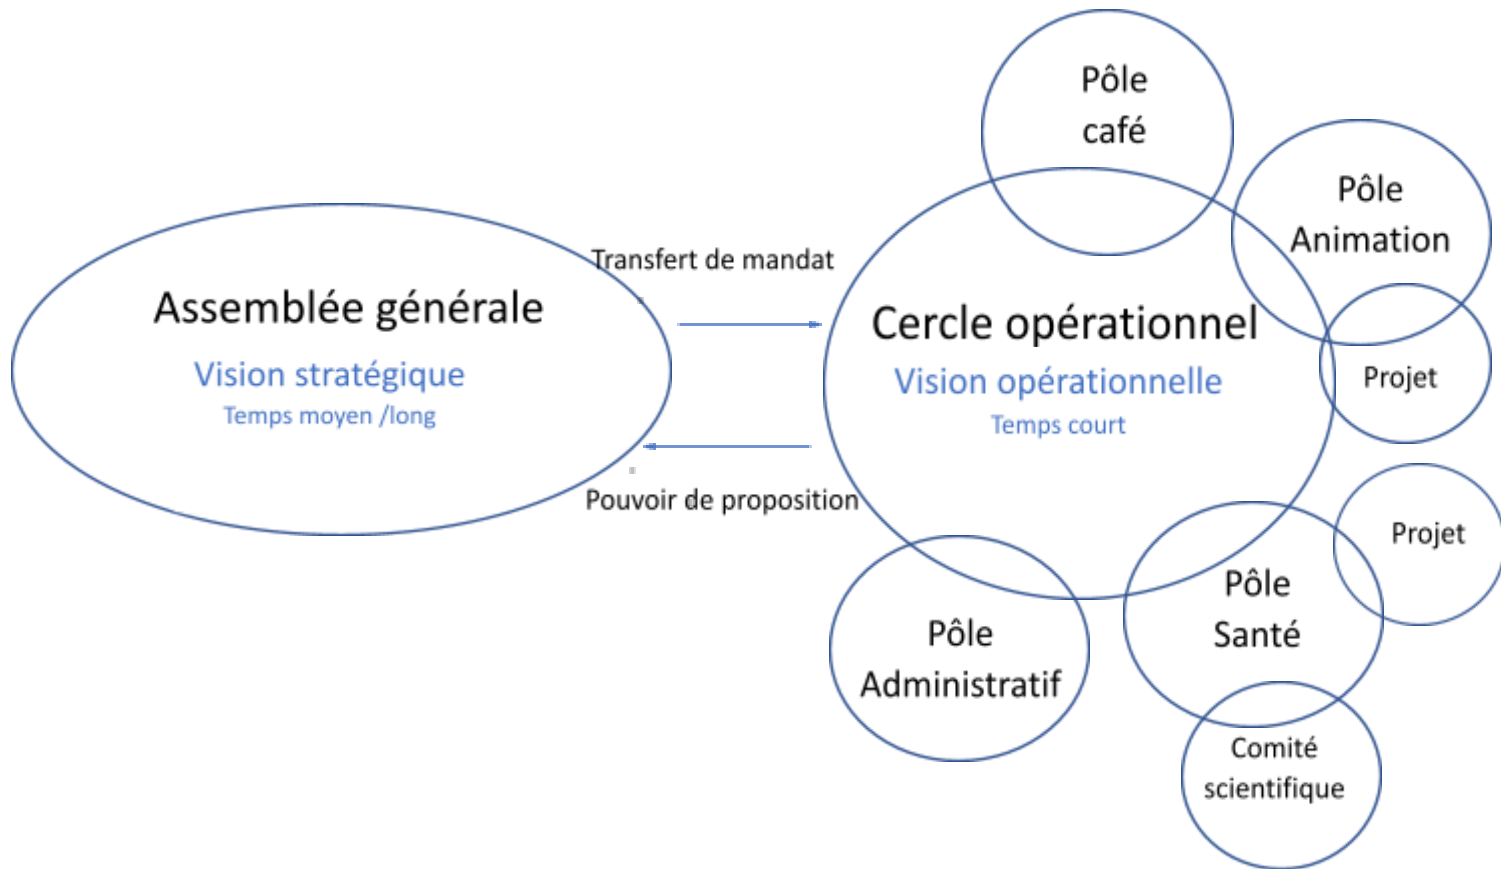 Pôle
café
Pôle
Animation
Transfert de mandat
Assemblée générale
Vision stratégique
Temps moyen /long
Cercle opérationnel
Vision opérationnelle
Temps court
Projet
Pouvoir de proposition
Projet
Pôle
Santé
Pôle
Administratif
Comité
scientifique